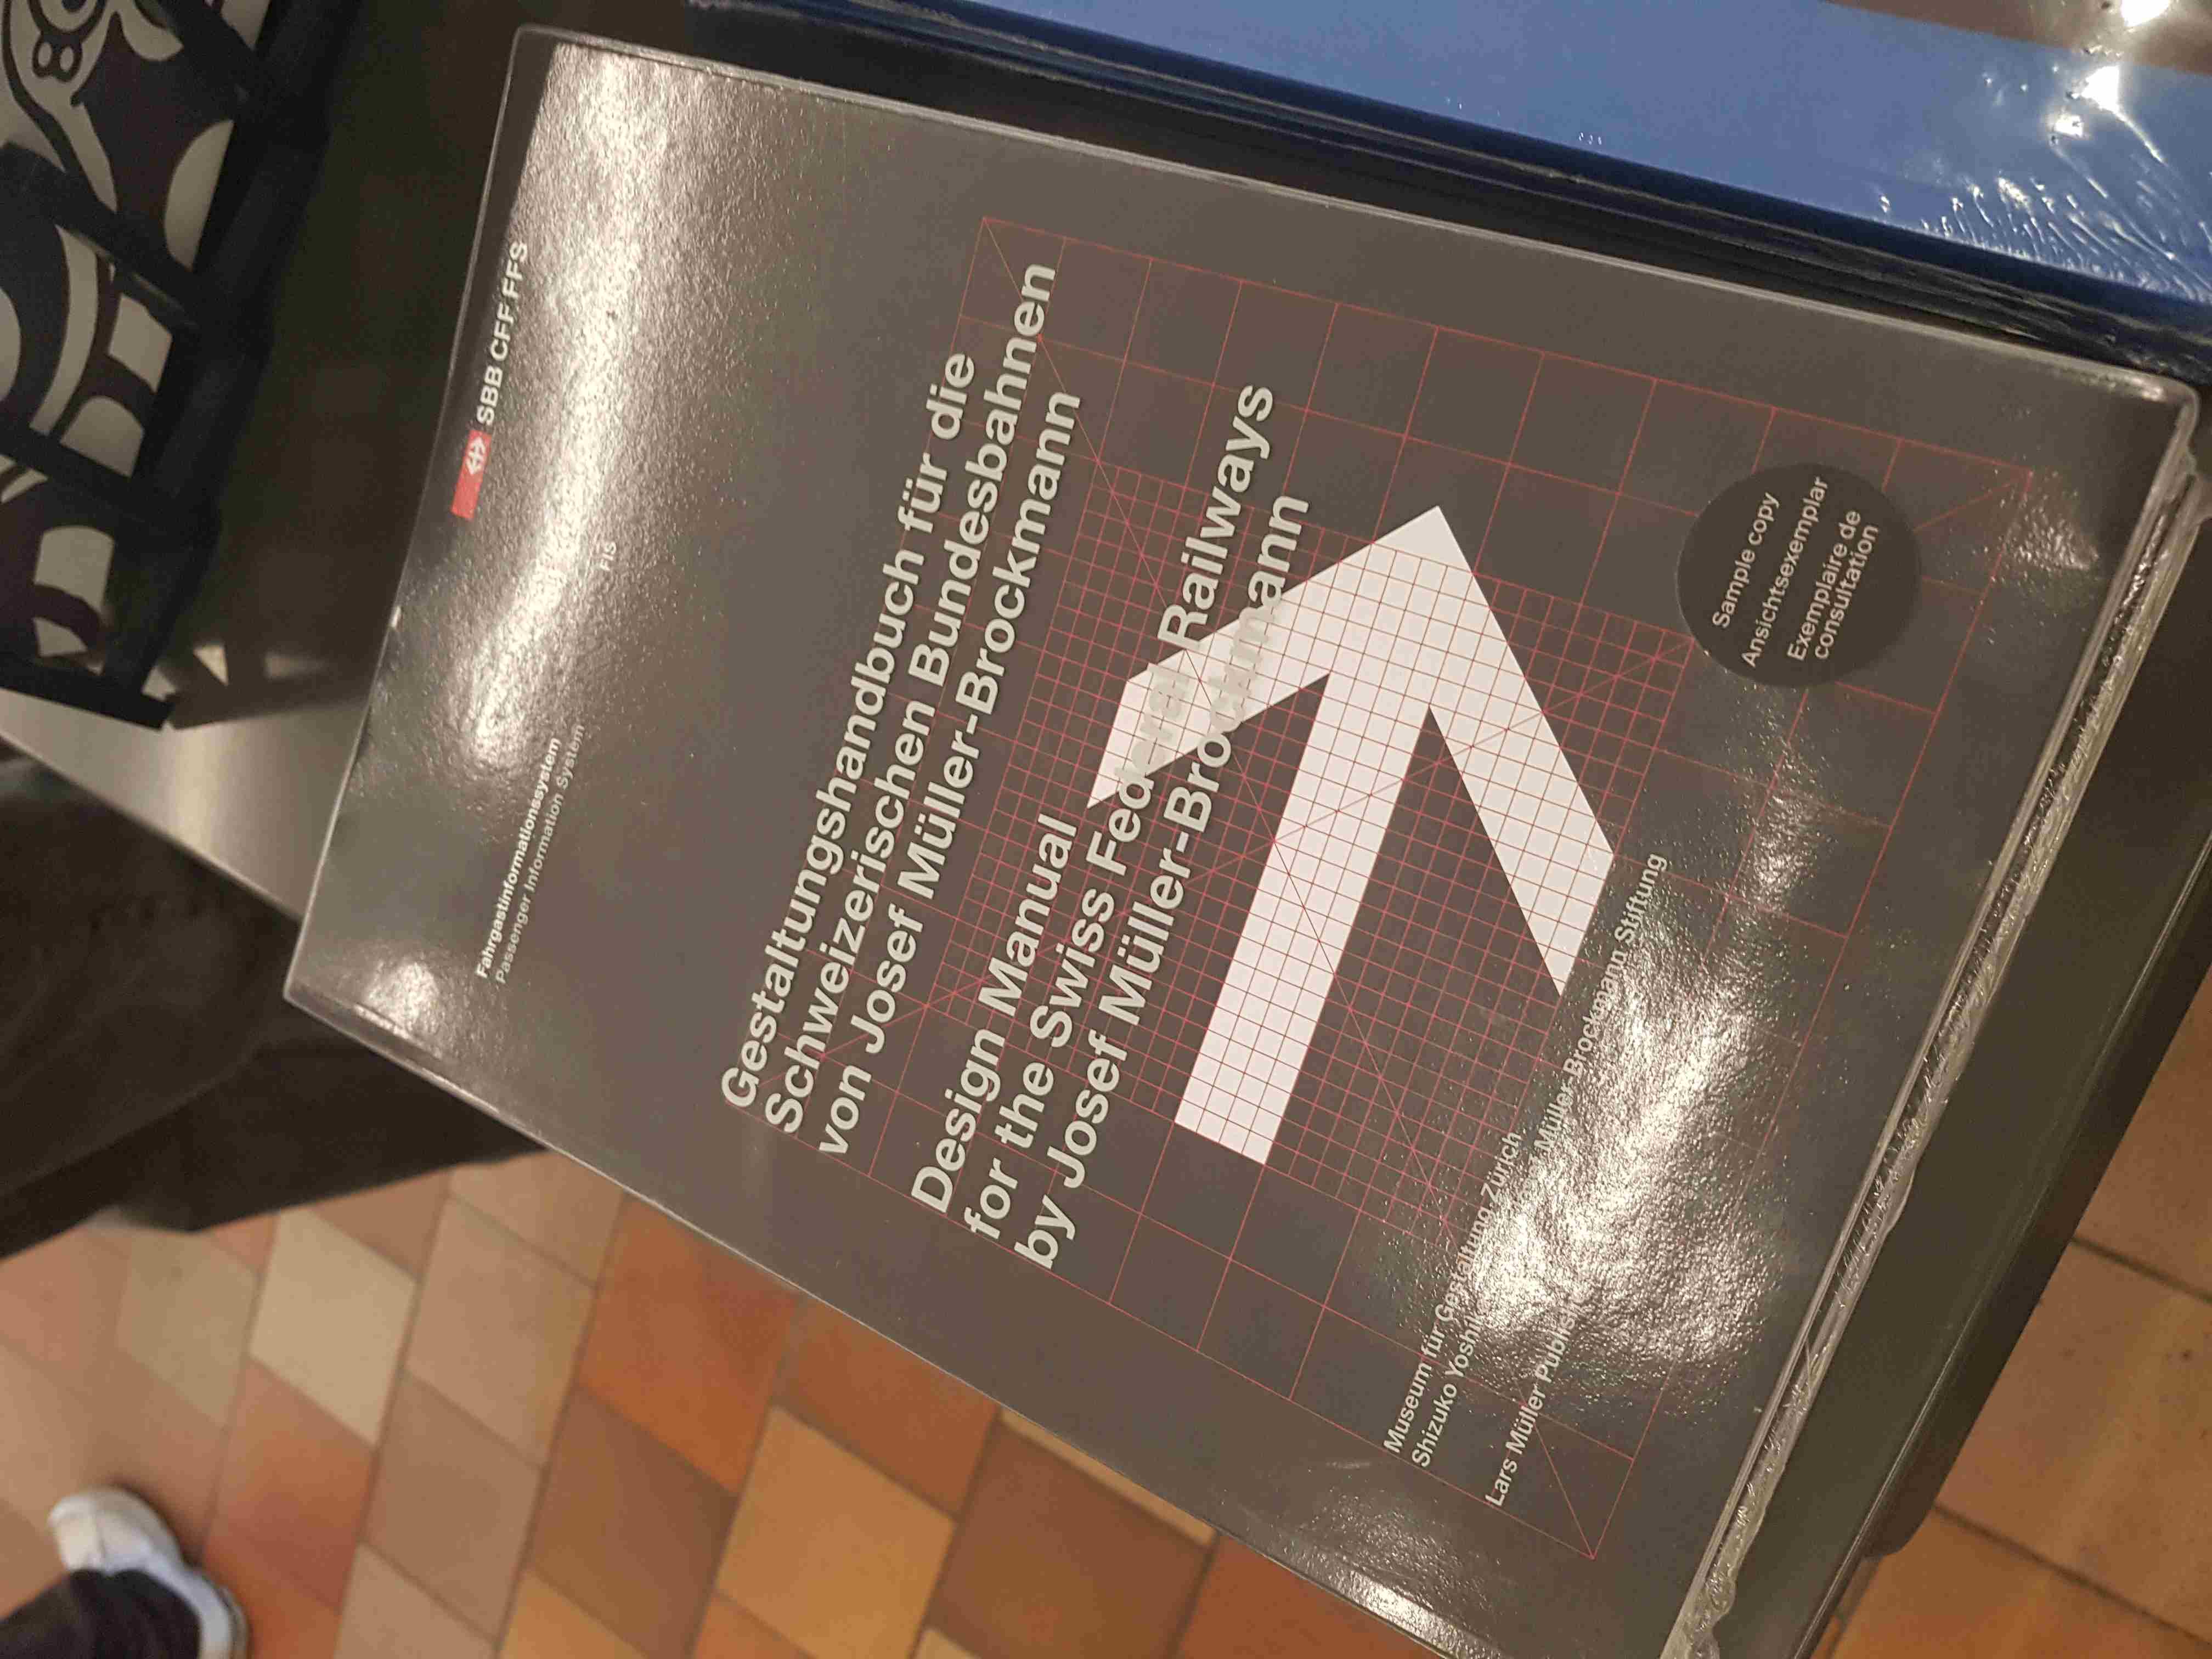 SBB CFF FFS
Fahrgastinformationssystem
Passenger Information System
FIS
Gestaltungshandbuch für die
Schweizerischen Bundesbahnen
von Josef Müller-Brockmann
Design Manual
for the Swiss Federal Railways
by Josef Müller-Brockmann
Museum für Gestaltung Zürich
Müller-Brockmann Stiftung
Shizuko
Lars Müller
Sample copy
Ansichtsexemplar
Exemplaire de
consultation